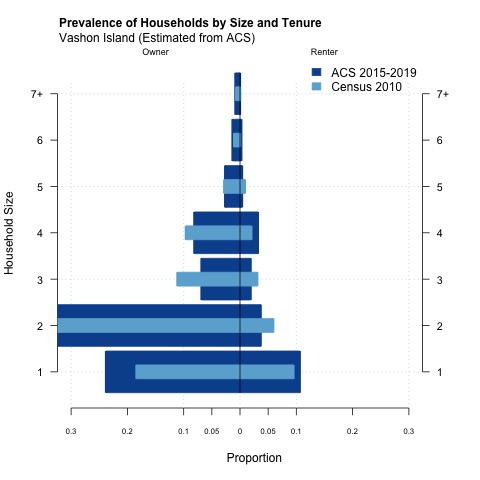 Prevalence of Households by Size and Tenure
Vashon Island (Estimated from ACS)
Owner Renter
ACS 2015-2019
Census 2010
7+ 7+
6 6
5 5
4 4
3 3
2 2
1 1
Household Size
0.3 0.2 0.1 0.05 0 0.05 0.1 0.2 0.3
Proportion